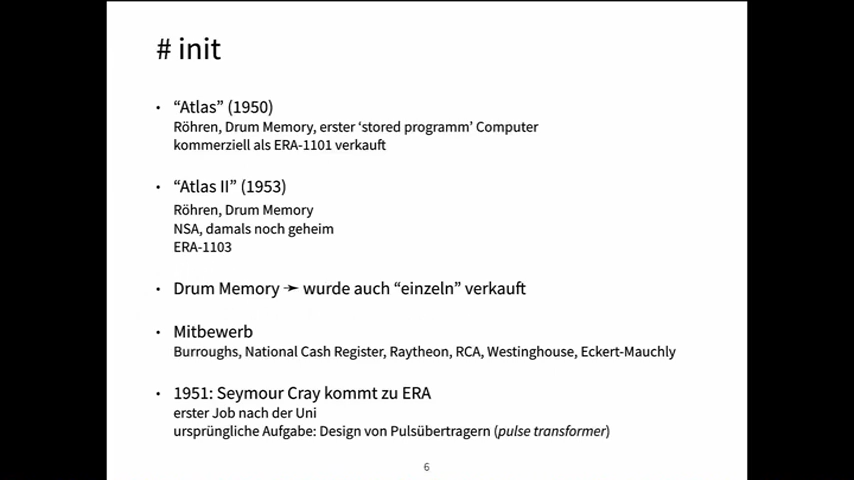 # init
• “Atlas” (1950)
Röhren, Drum Memory, erster ‘stored programm’ Computer
kommerziell als ERA-1101 verkauft
• “Atlas II” (1953)
Röhren, Drum Memory
NSA, damals noch geheim
ERA-1103
• Drum Memory ➛ wurde auch “einzeln” verkauft
• Mitbewerb
Burroughs, National Cash Register, Raytheon, RCA, Westinghouse, Eckert-Mauchly
• 1951: Seymour Cray kommt zu ERA
erster Job nach der Uni
ursprüngliche Aufgabe: Design von Pulsübertragern (pulse transformer)
6